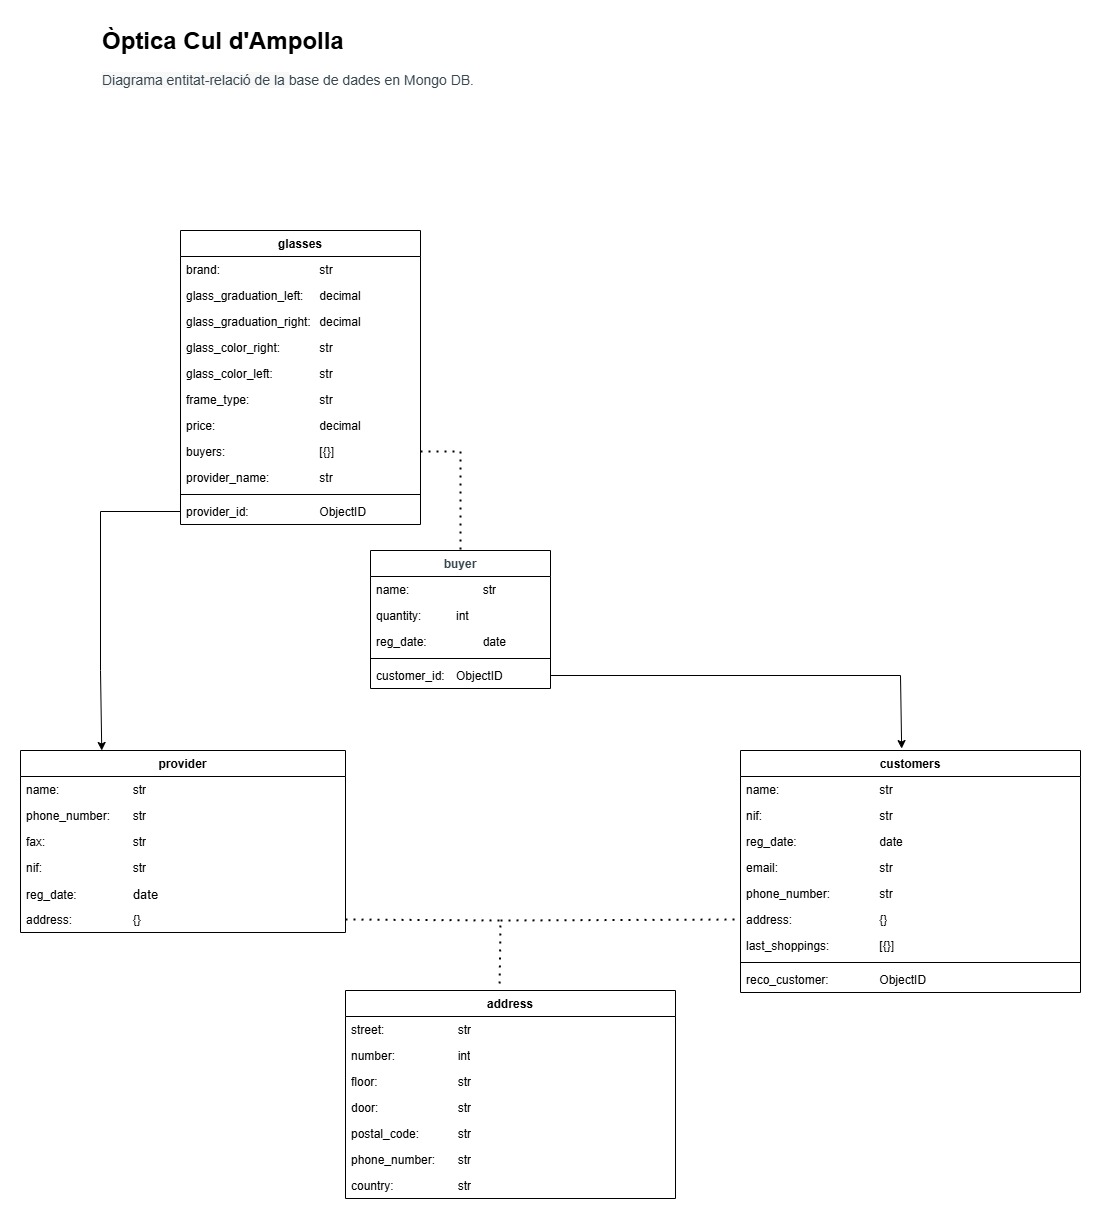 Òptica Cul d'Ampolla
Diagrama entitat-relació de la base de dades en Mongo DB.
glasses
brand: str
glass_graduation_left: decimal
glass_graduation_right: decimal
glass_color_right: str
glass_color_left: str
frame_type: str
price: decimal
buyers: [{}]
provider_name: str
provider_id: ObjectID
buyer
name: str
quantity: int
reg_date: date
customer_id: ObjectID
provider
name: str
phone_number: str
fax: str
nif: str
reg_date: date
address: {}
customers
name: str
nif: str
reg_date: date
email: str
phone_number: str
address: {}
last_shoppings: [{}]
reco_customer: ObjectID
address
street: str
number: int
floor: str
door: str
postal_code: str
phone_number: str
country: str